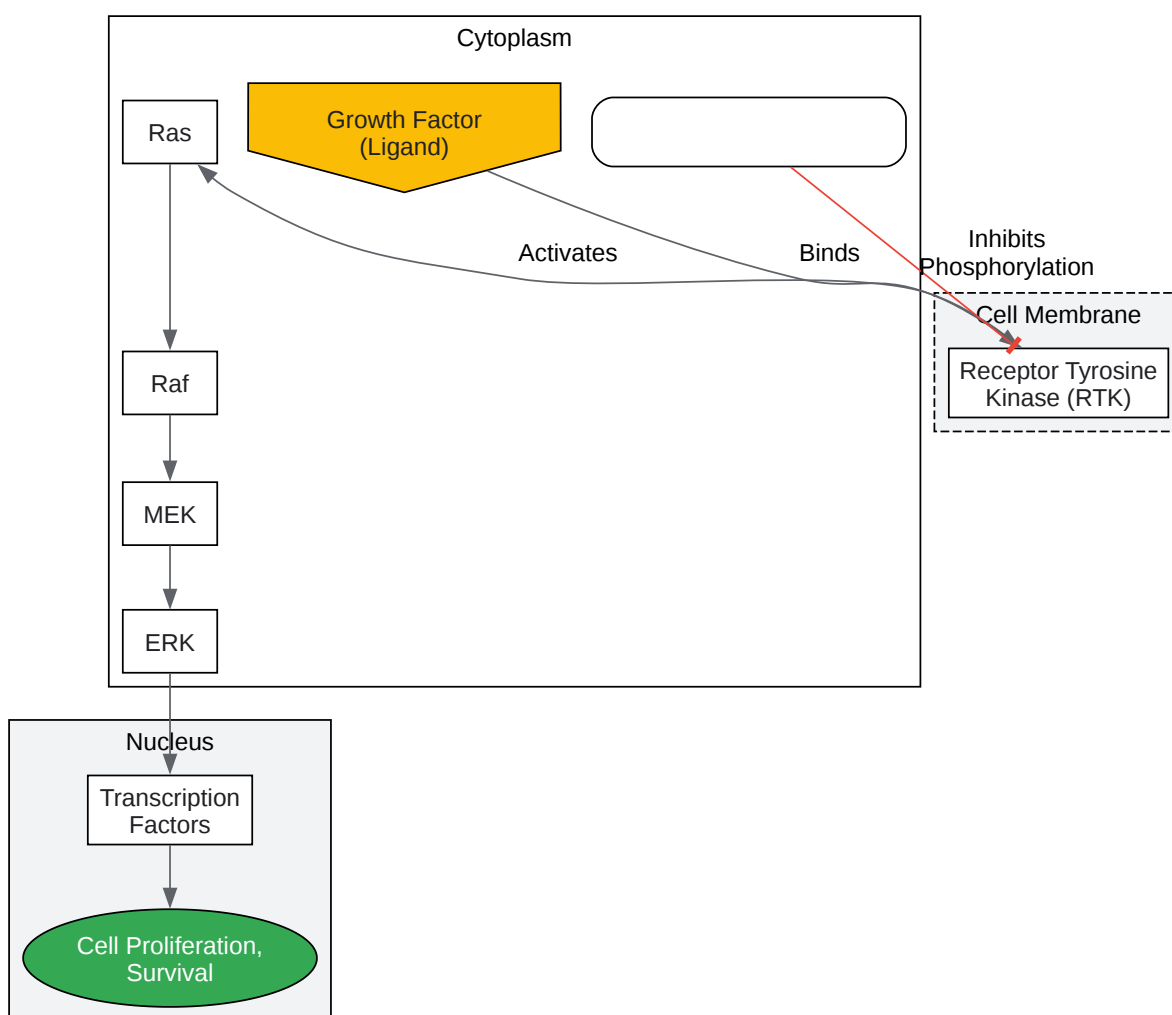 Cytoplasm
Ras
Growth Factor
(Ligand)
Activates
Binds
Inhibits
Phosphorylation
Cell Membrane
Receptor Tyrosine
Kinase (RTK)
Raf
MEK
ERK
Nucleus
Transcription
Factors
Cell Proliferation,
Survival